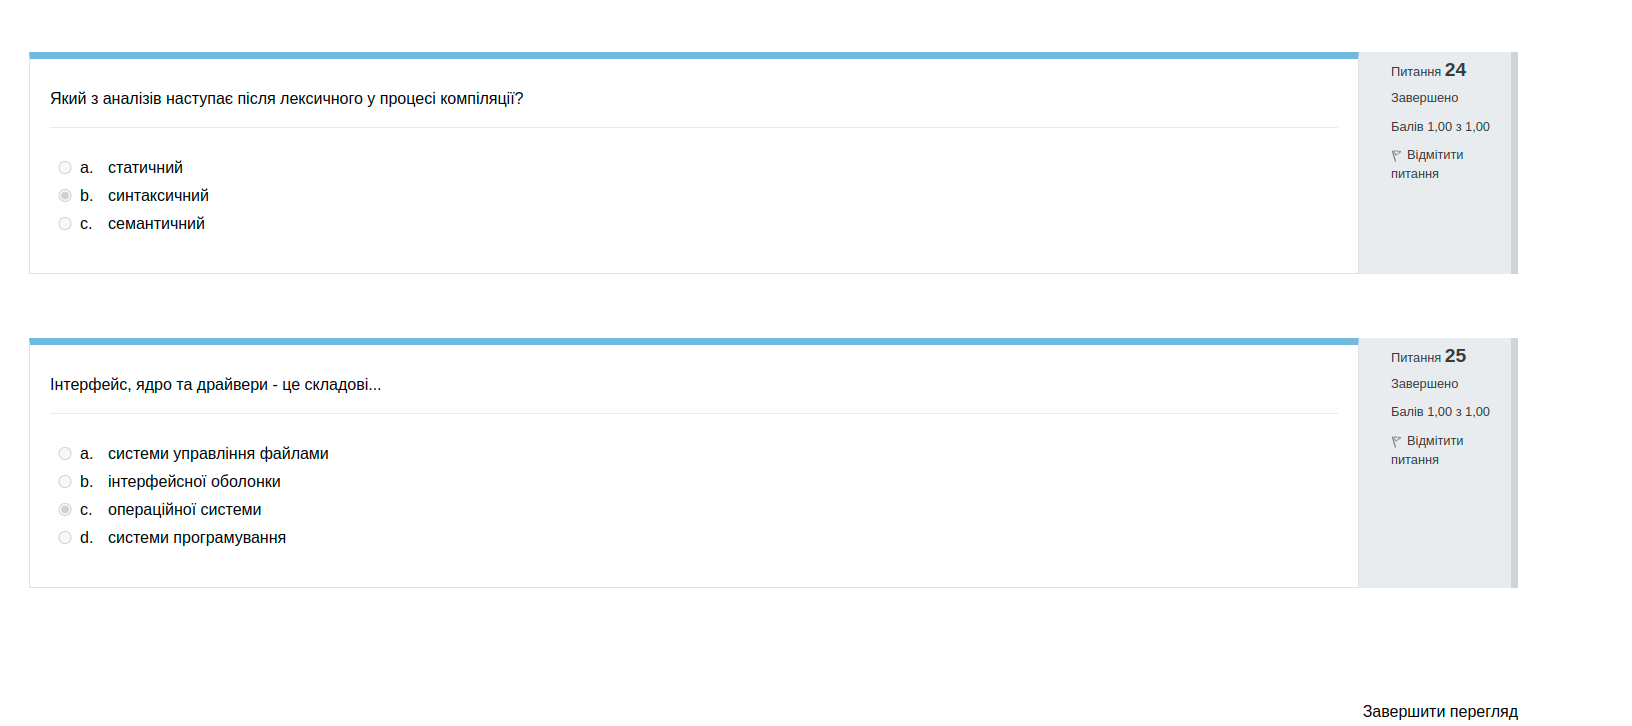 Який з аналізів наступає після лексичного у процесі компіляції?
a. статичний
b. синтаксичний
c. семантичний
Питання 24
Завершено
Балів 1,00 з 1,00
Відмітити
питання
Інтерфейс, ядро та драйвери - це складові...
a. системи управління файлами
b. інтерфейсної оболонки
c. операційної системи
d. системи програмування
Питання 25
Завершено
Балів 1,00 з 1,00
Відмітити
питання
Завершити перегляд